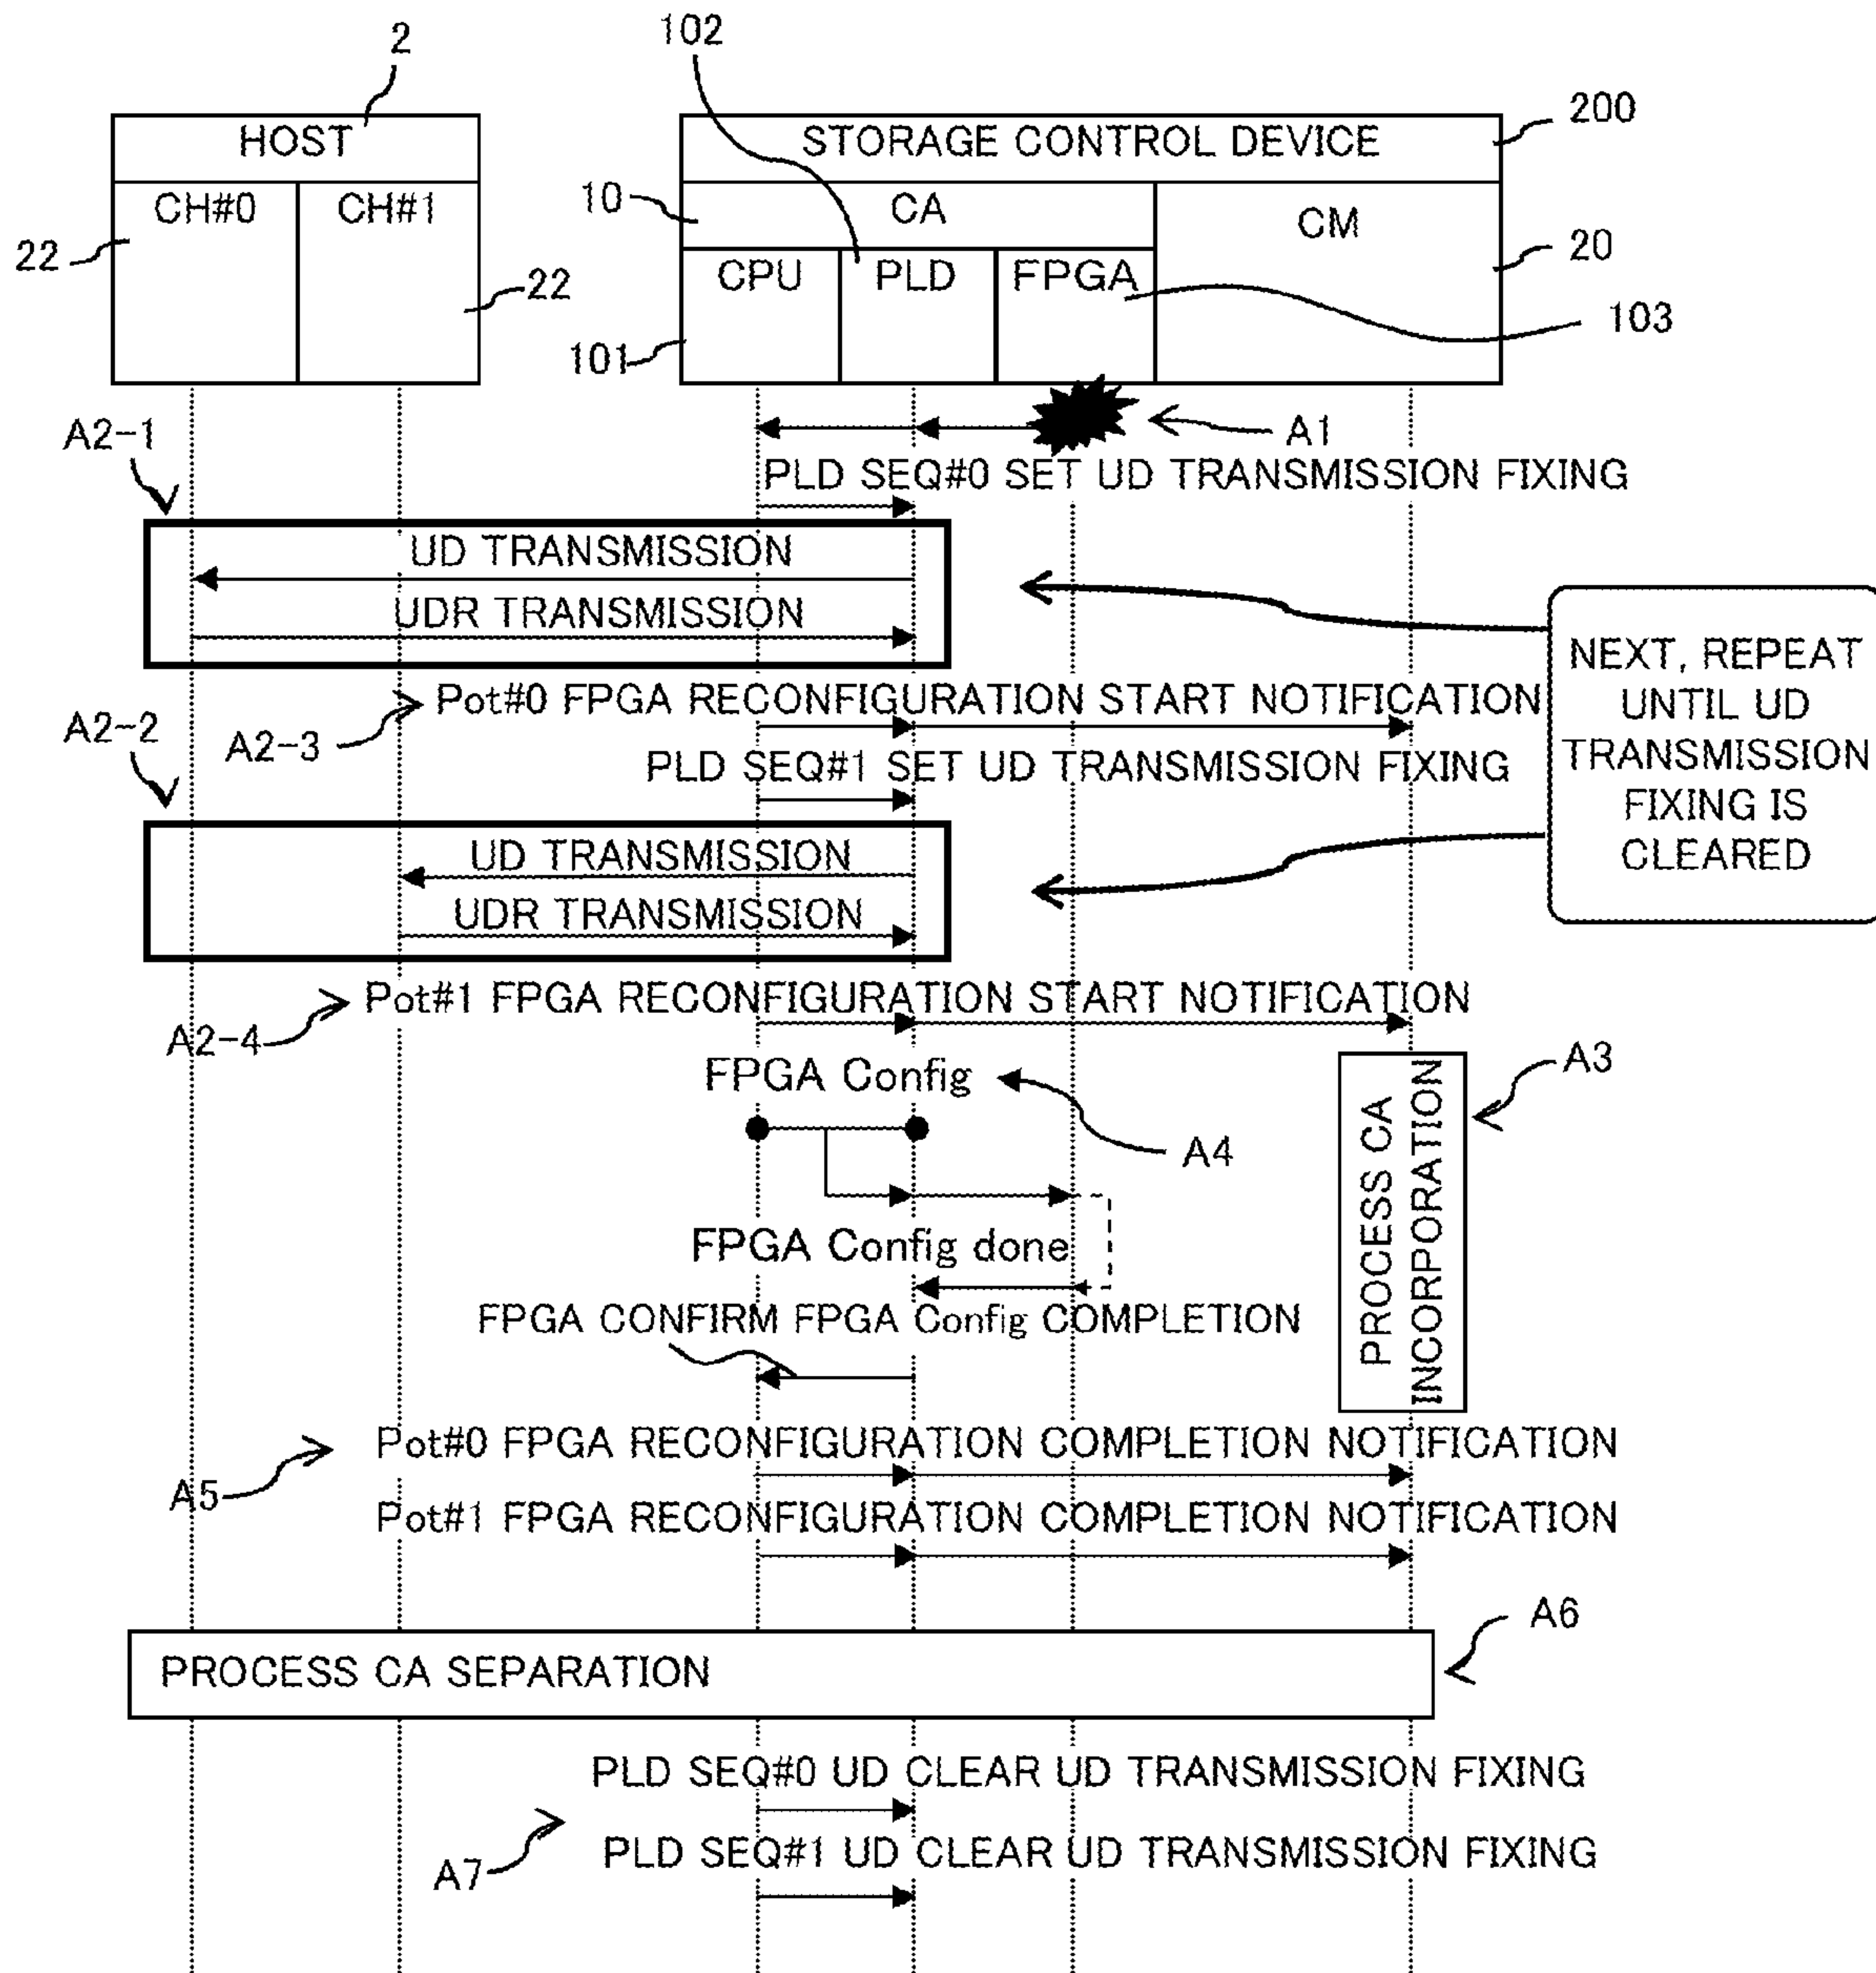 2
102
HOST
STORAGE CONTROL DEVICE
200
CH#0
CH#1
10
CA
CM
22
22
CPU
PLD
FPGA
20
101
103
A1
A2-1
PLD SEQ#0 SET UD TRANSMISSION FIXING
UD TRANSMISSION
UDR TRANSMISSION
NEXT, REPEAT
UNTIL UD
TRANSMISSION
FIXING IS
CLEARED
A2-3
Pot#0 FPGA RECONFIGURATION START NOTIFICATION
A2-2
PLD SEQ#1 SET UD TRANSMISSION FIXING
UD TRANSMISSION
UDR TRANSMISSION
A2-4
Pot#1 FPGA RECONFIGURATION START NOTIFICATION
FPGA Config
A4
PROCESS CA
INCORPORATION
A3
FPGA Config done
FPGA CONFIRM FPGA Config COMPLETION
A5
Pot#0 FPGA RECONFIGURATION COMPLETION NOTIFICATION
Pot#1 FPGA RECONFIGURATION COMPLETION NOTIFICATION
A6
PROCESS CA SEPARATION
PLD SEQ#0 UD CLEAR UD TRANSMISSION FIXING
A7
PLD SEQ#1 UD CLEAR UD TRANSMISSION FIXING